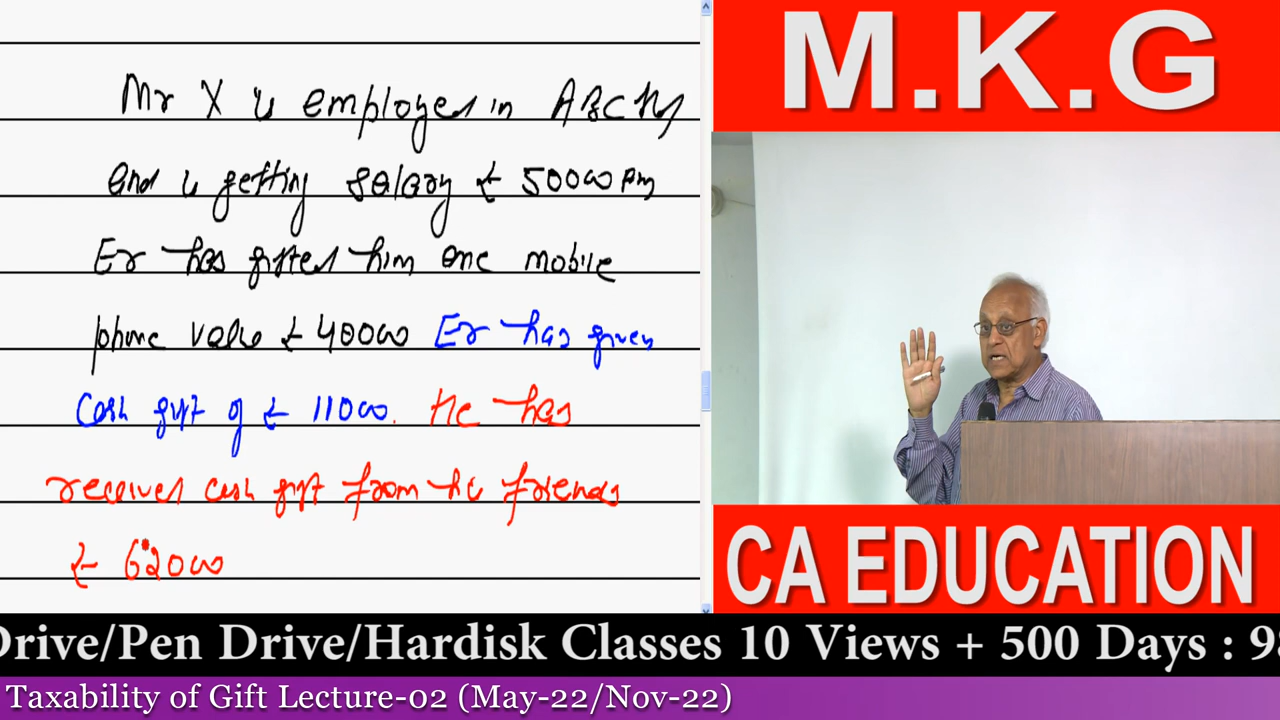 Mr X is employed in ABC Ltd
and is getting salary ₹ 50000 pm
Er has gifted him one mobile
phone value ₹ 40000 Er has given
cash gift of ₹ 11000. He has
received cash gift from his friends
₹ 62000
M.K.G
CA EDUCATION
Drive/Pen Drive/Hardisk Classes 10 Views + 500 Days : 9
Taxability of Gift Lecture-02 (May-22/Nov-22)